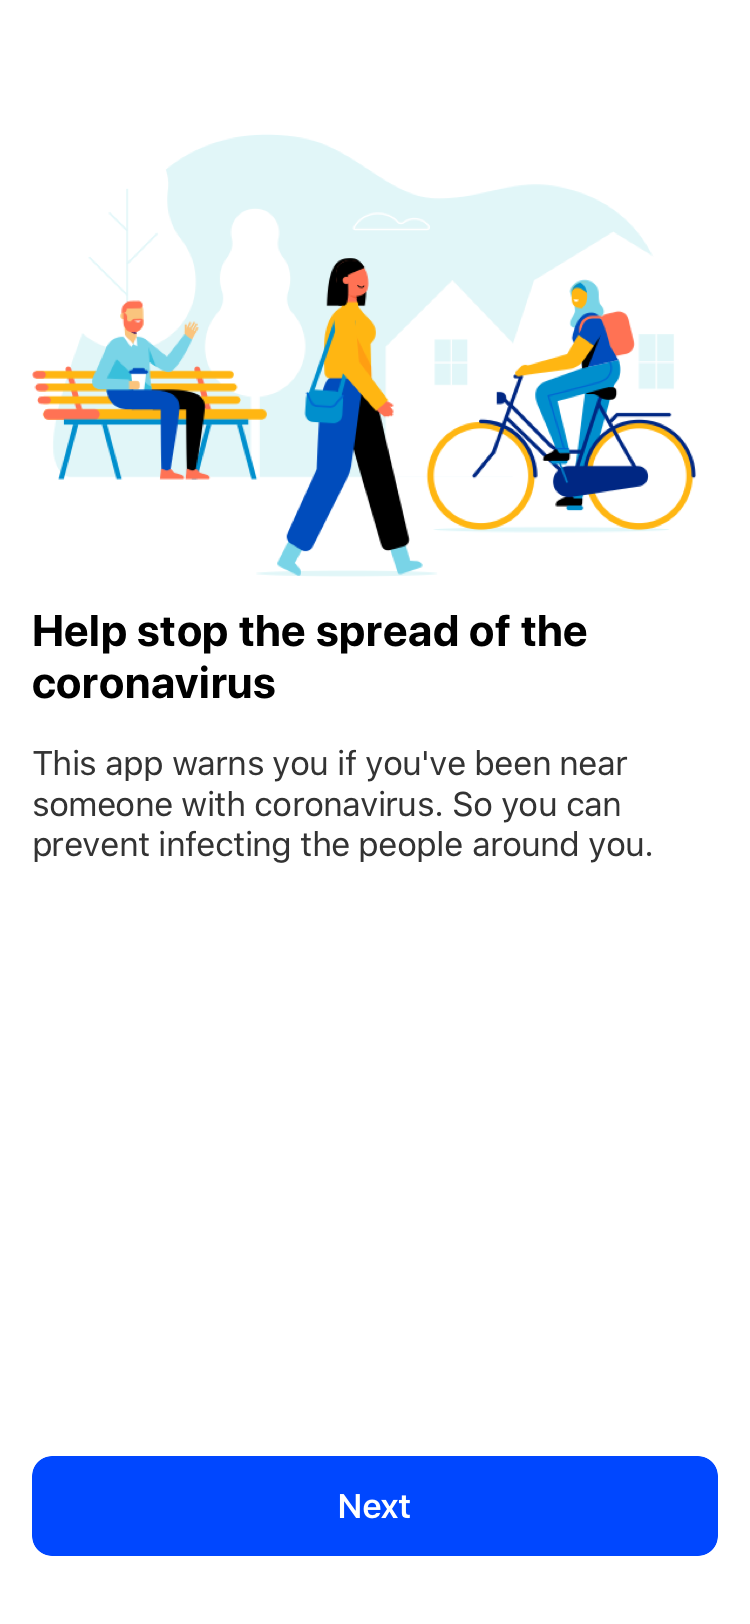 Help stop the spread of the
coronavirus
This app warns you if you've been near
someone with coronavirus. So you can
prevent infecting the people around you.
Next